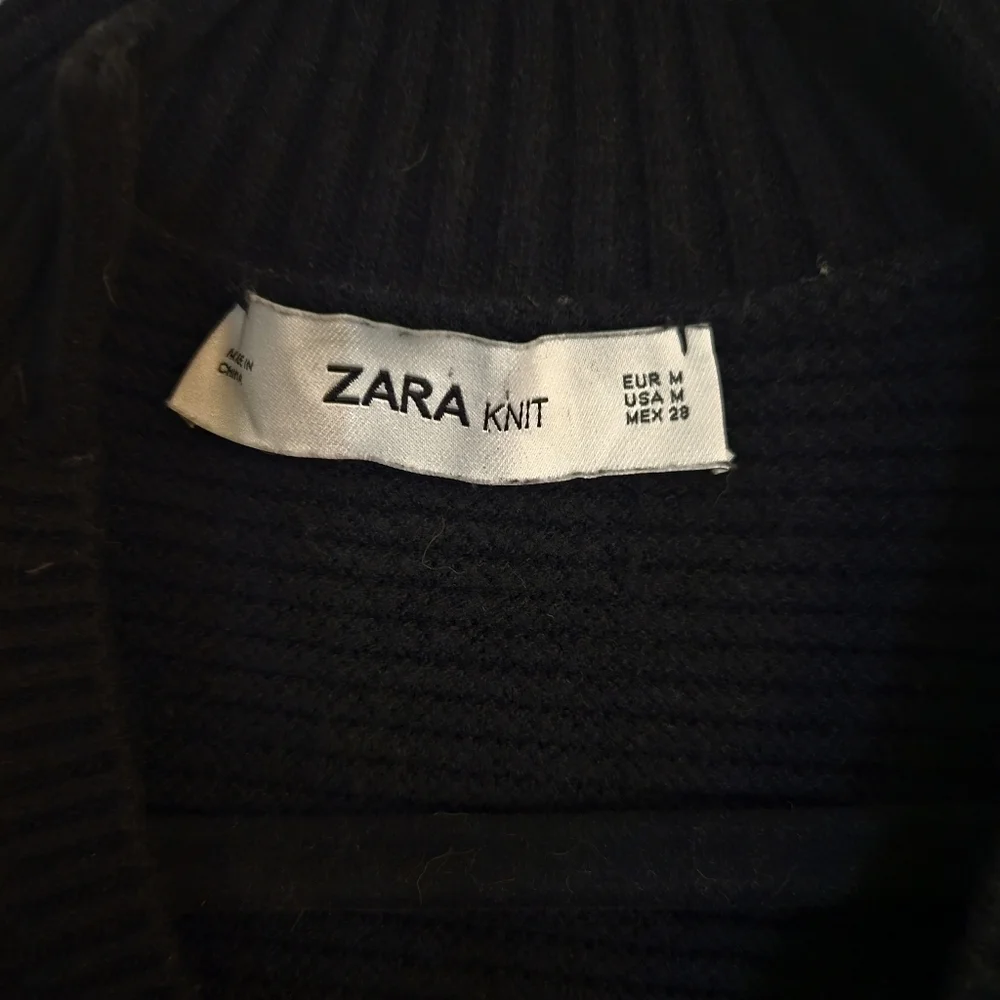 MADE IN
CHINA
ZARA KNIT
EUR M
USA M
MEX 28